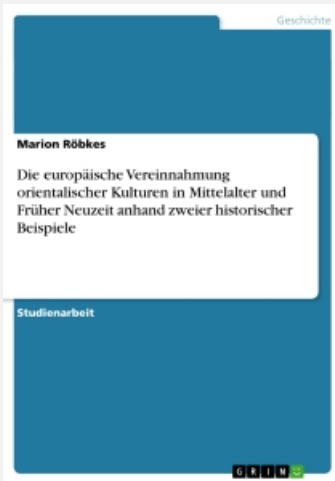 Geschichte
Marion Röbkes
Die europäische Vereinnahmung
orientalischer Kulturen in Mittelalter und
Früher Neuzeit anhand zweier historischer
Beispiele
Studienarbeit
GRIN